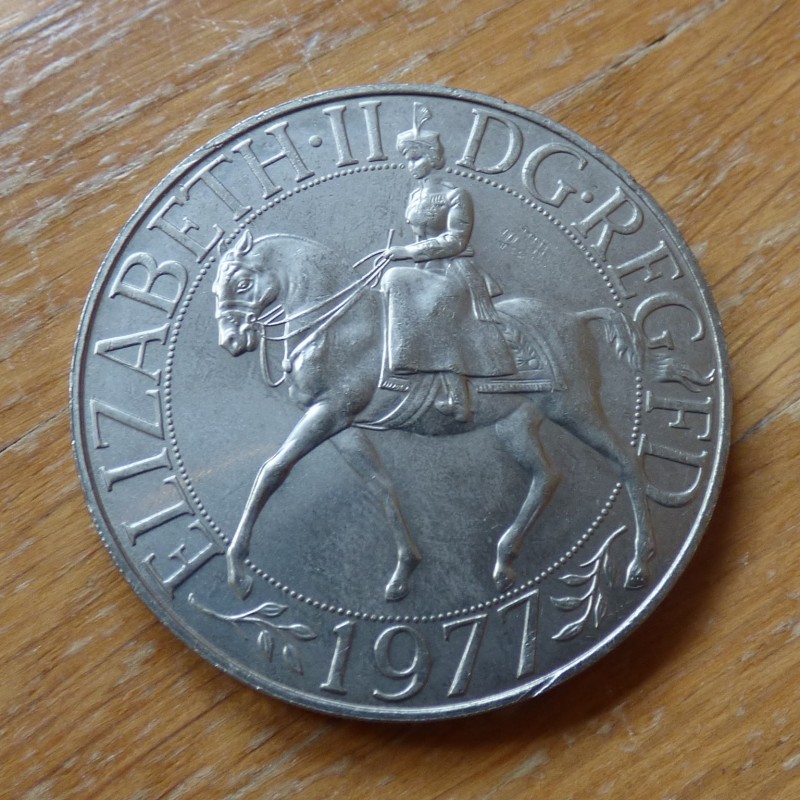 ELIZABETH·II DG·REG FD
1977